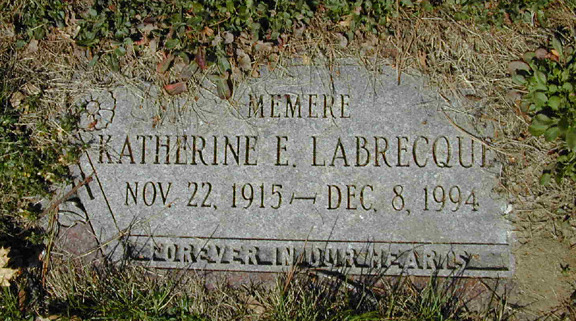 MEMERE
KATHERINE E. LABRECQUE
NOV. 22, 1915 — DEC. 8, 1994
FOREVER IN OUR HEARTS